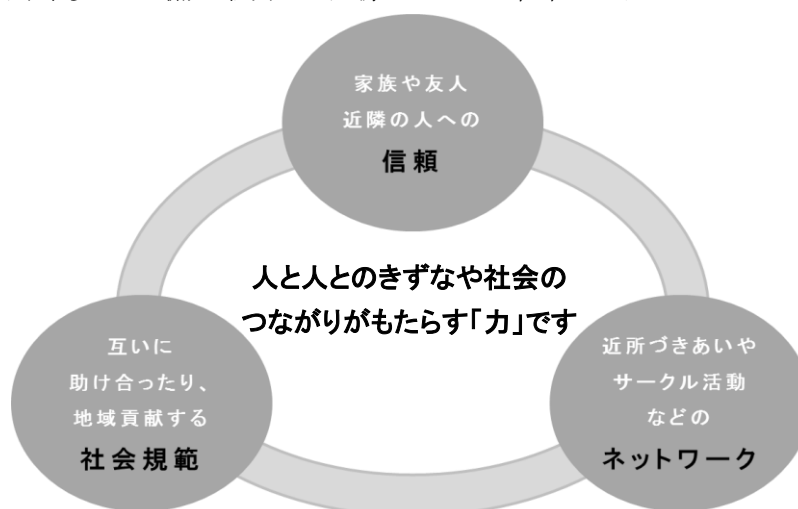 家族や友人
近隣の人への
信頼
人と人とのきずなや社会の
つながりがもたらす「力」です
互いに
助け合ったり、
地域貢献する
社会規範
近所づきあいや
サークル活動
などの
ネットワーク